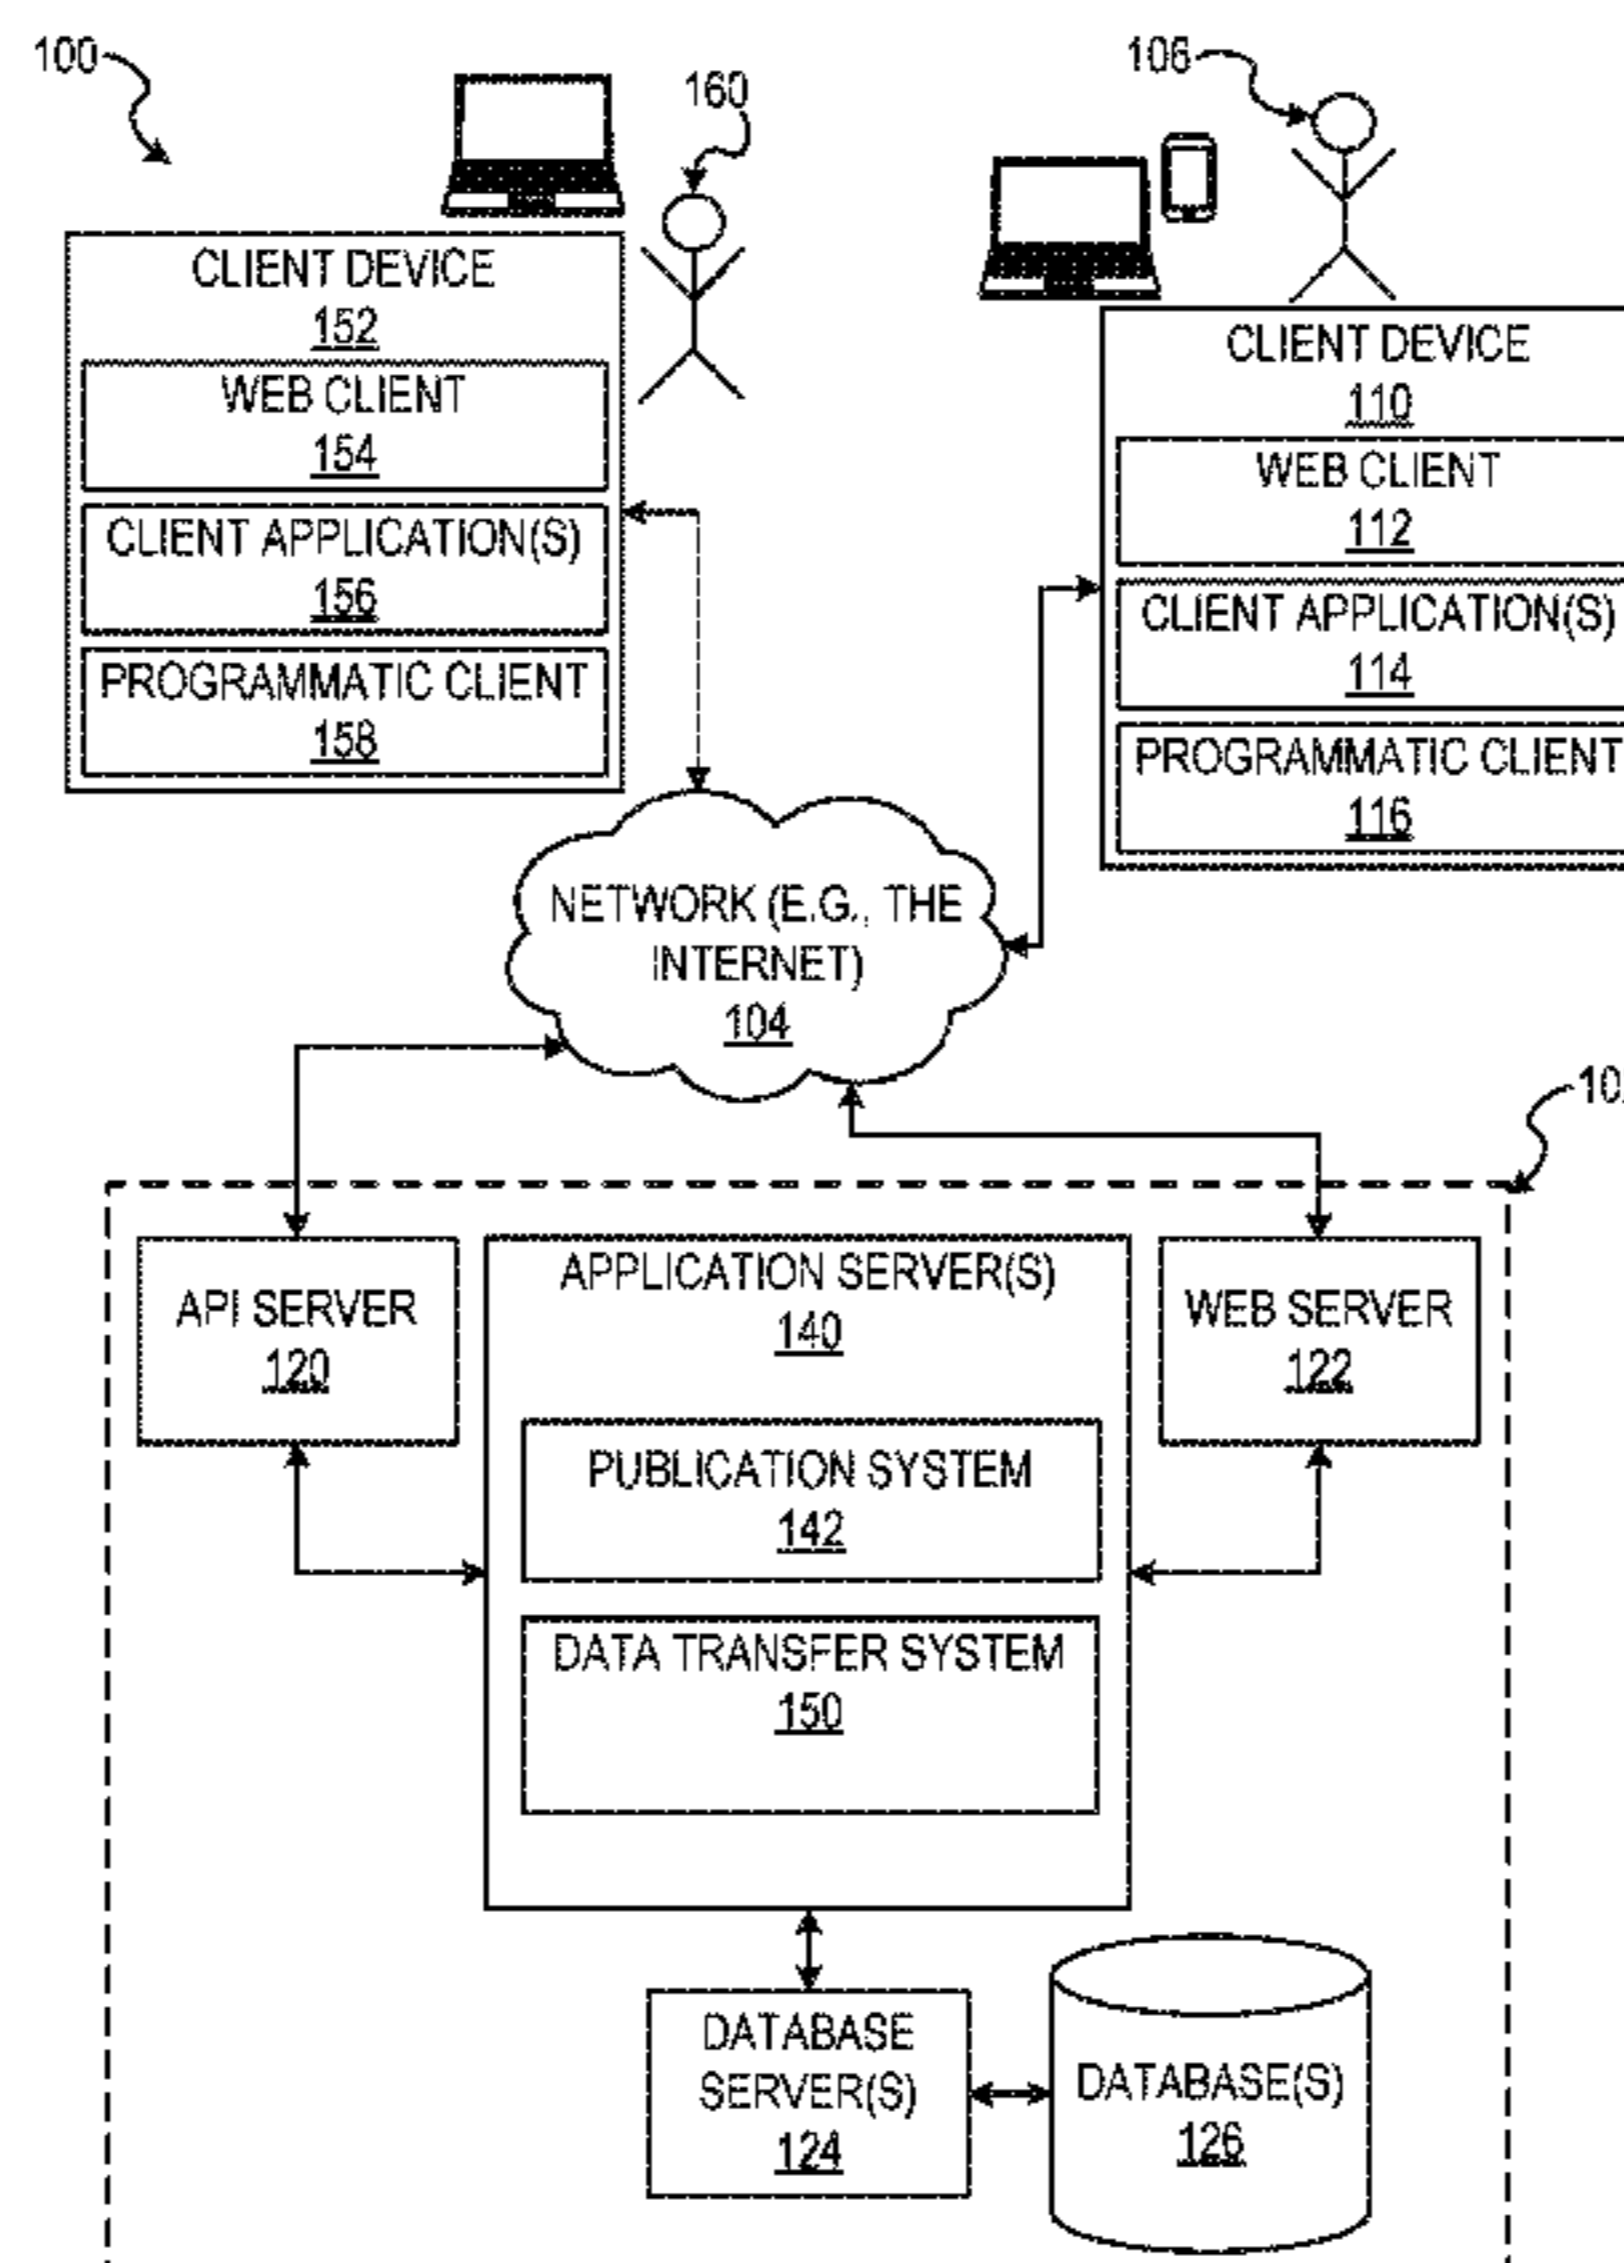 100
160
106
CLIENT DEVICE
152
WEB CLIENT
154
CLIENT APPLICATION(S)
156
PROGRAMMATIC CLIENT
158
CLIENT DEVICE
110
WEB CLIENT
112
CLIENT APPLICATION(S)
114
PROGRAMMATIC CLIENT
116
NETWORK (E.G., THE
INTERNET)
104
API SERVER
120
APPLICATION SERVER(S)
140
PUBLICATION SYSTEM
142
DATA TRANSFER SYSTEM
150
WEB SERVER
122
DATABASE
SERVER(S)
124
DATABASE(S)
126